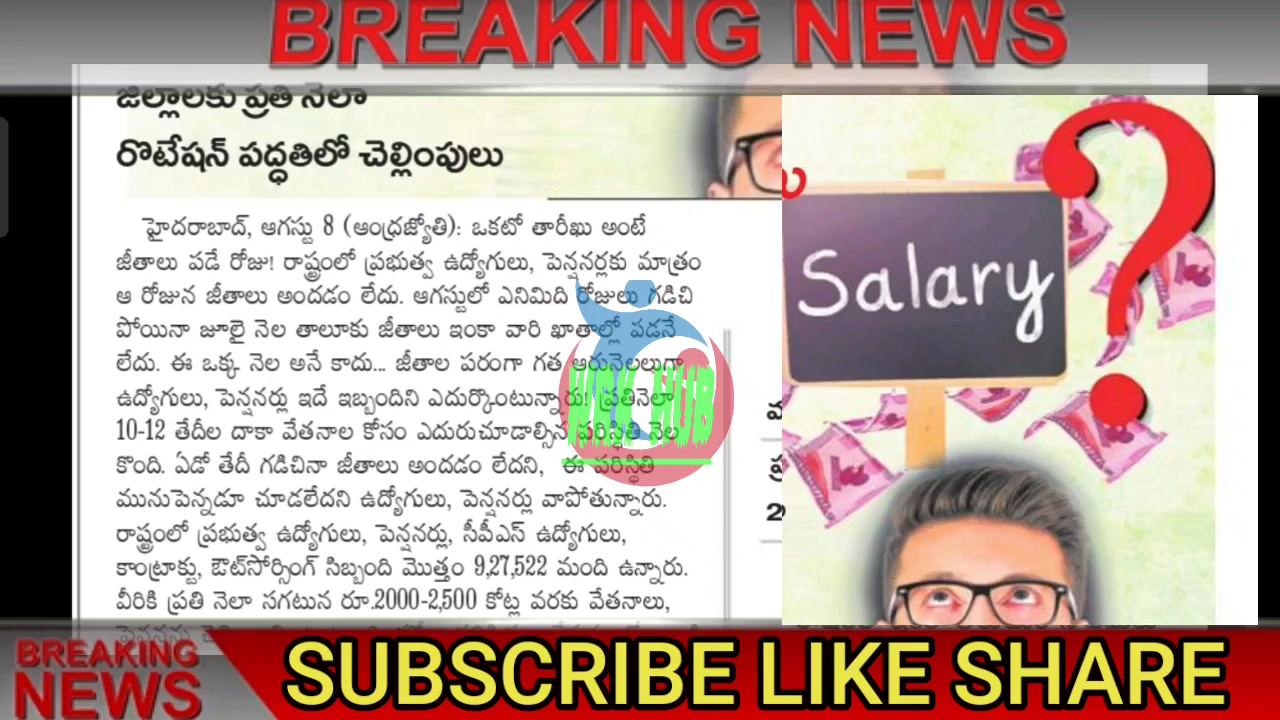 BREAKING NEWS
జిల్లాలకు ప్రతి నెలా
రొటేషన్ పద్ధతిలో చెల్లింపులు
హైదరాబాద్, ఆగస్టు 8 (ఆంధ్రజ్యోతి): ఒకటో తారీఖు అంటే
జీతాలు పడే రోజు! రాష్ట్రంలో ప్రభుత్వ ఉద్యోగులు, పెన్షనర్లకు మాత్రం
ఆ రోజున జీతాలు అందడం లేదు. ఆగస్టులో ఎనిమిది రోజులు గడిచి
పోయినా జూలై నెల తాలూకు జీతాలు ఇంకా వారి ఖాతాల్లో పడనే
లేదు. ఈ ఒక్క నెల అనే కాదు... జీతాల పరంగా గత ఆరునెలలుగా
ఉద్యోగులు, పెన్షనర్లు ఇదే ఇబ్బందిని ఎదుర్కొంటున్నారు! ప్రతినెలా
10-12 తేదీల దాకా వేతనాల కోసం ఎదురుచూడాల్సిన పరిస్థితి నెల
కొంది. ఏడో తేదీ గడిచినా జీతాలు అందడం లేదని, ఈ పరిస్థితి
మునుపెన్నడూ చూడలేదని ఉద్యోగులు, పెన్షనర్లు వాపోతున్నారు.
రాష్ట్రంలో ప్రభుత్వ ఉద్యోగులు, పెన్షనర్లు, సీపీఎస్ ఉద్యోగులు,
కాంట్రాక్టు, ఔట్‌సోర్సింగ్ సిబ్బంది మొత్తం 9,27,522 మంది ఉన్నారు.
వీరికి ప్రతి నెలా సగటున రూ.2000-2,500 కోట్ల వరకు వేతనాలు,
Salary
?
HUB
BREAKING
NEWS
SUBSCRIBE LIKE SHARE